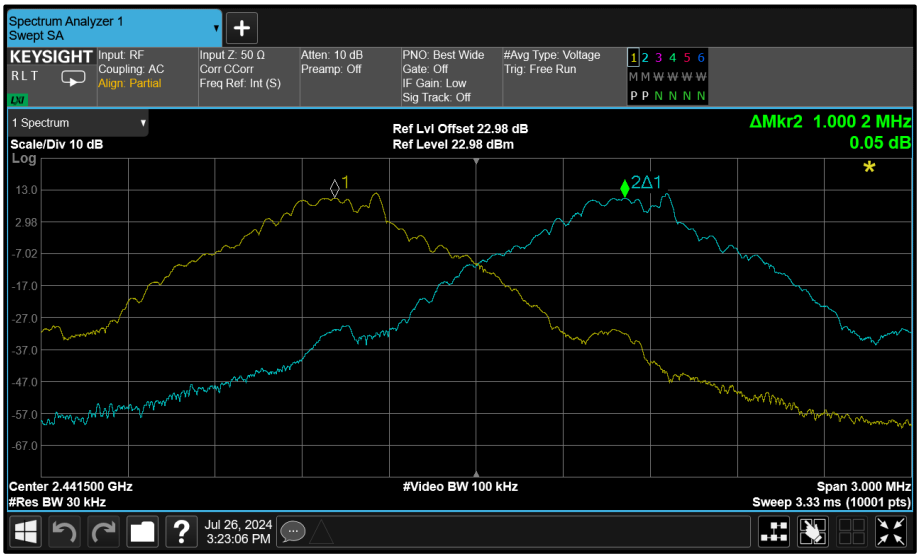 Spectrum Analyzer 1
Swept SA
+
KEYSIGHT Input: RF Input Z: 50 Ω Atten: 10 dB PNO: Best Wide #Avg Type: Voltage 1 2 3 4 5 6
RLT Coupling: AC Corr CCorr Preamp: Off Gate: Off Trig: Free Run M M W W W W
Align: Partial Freq Ref: Int (S) IF Gain: Low
LXI Sig Track: Off P P N N N N
1 Spectrum
ΔMkr2 1.000 2 MHz
Ref Lvl Offset 22.98 dB
Scale/Div 10 dB Ref Level 22.98 dBm 0.05 dB
Log
*
1 2Δ1
13.0
2.98
-7.02
-17.0
-27.0
-37.0
-47.0
-57.0
-67.0
Center 2.441500 GHz #Video BW 100 kHz Span 3.000 MHz
#Res BW 30 kHz Sweep 3.33 ms (10001 pts)
? Jul 26, 2024
3:23:06 PM